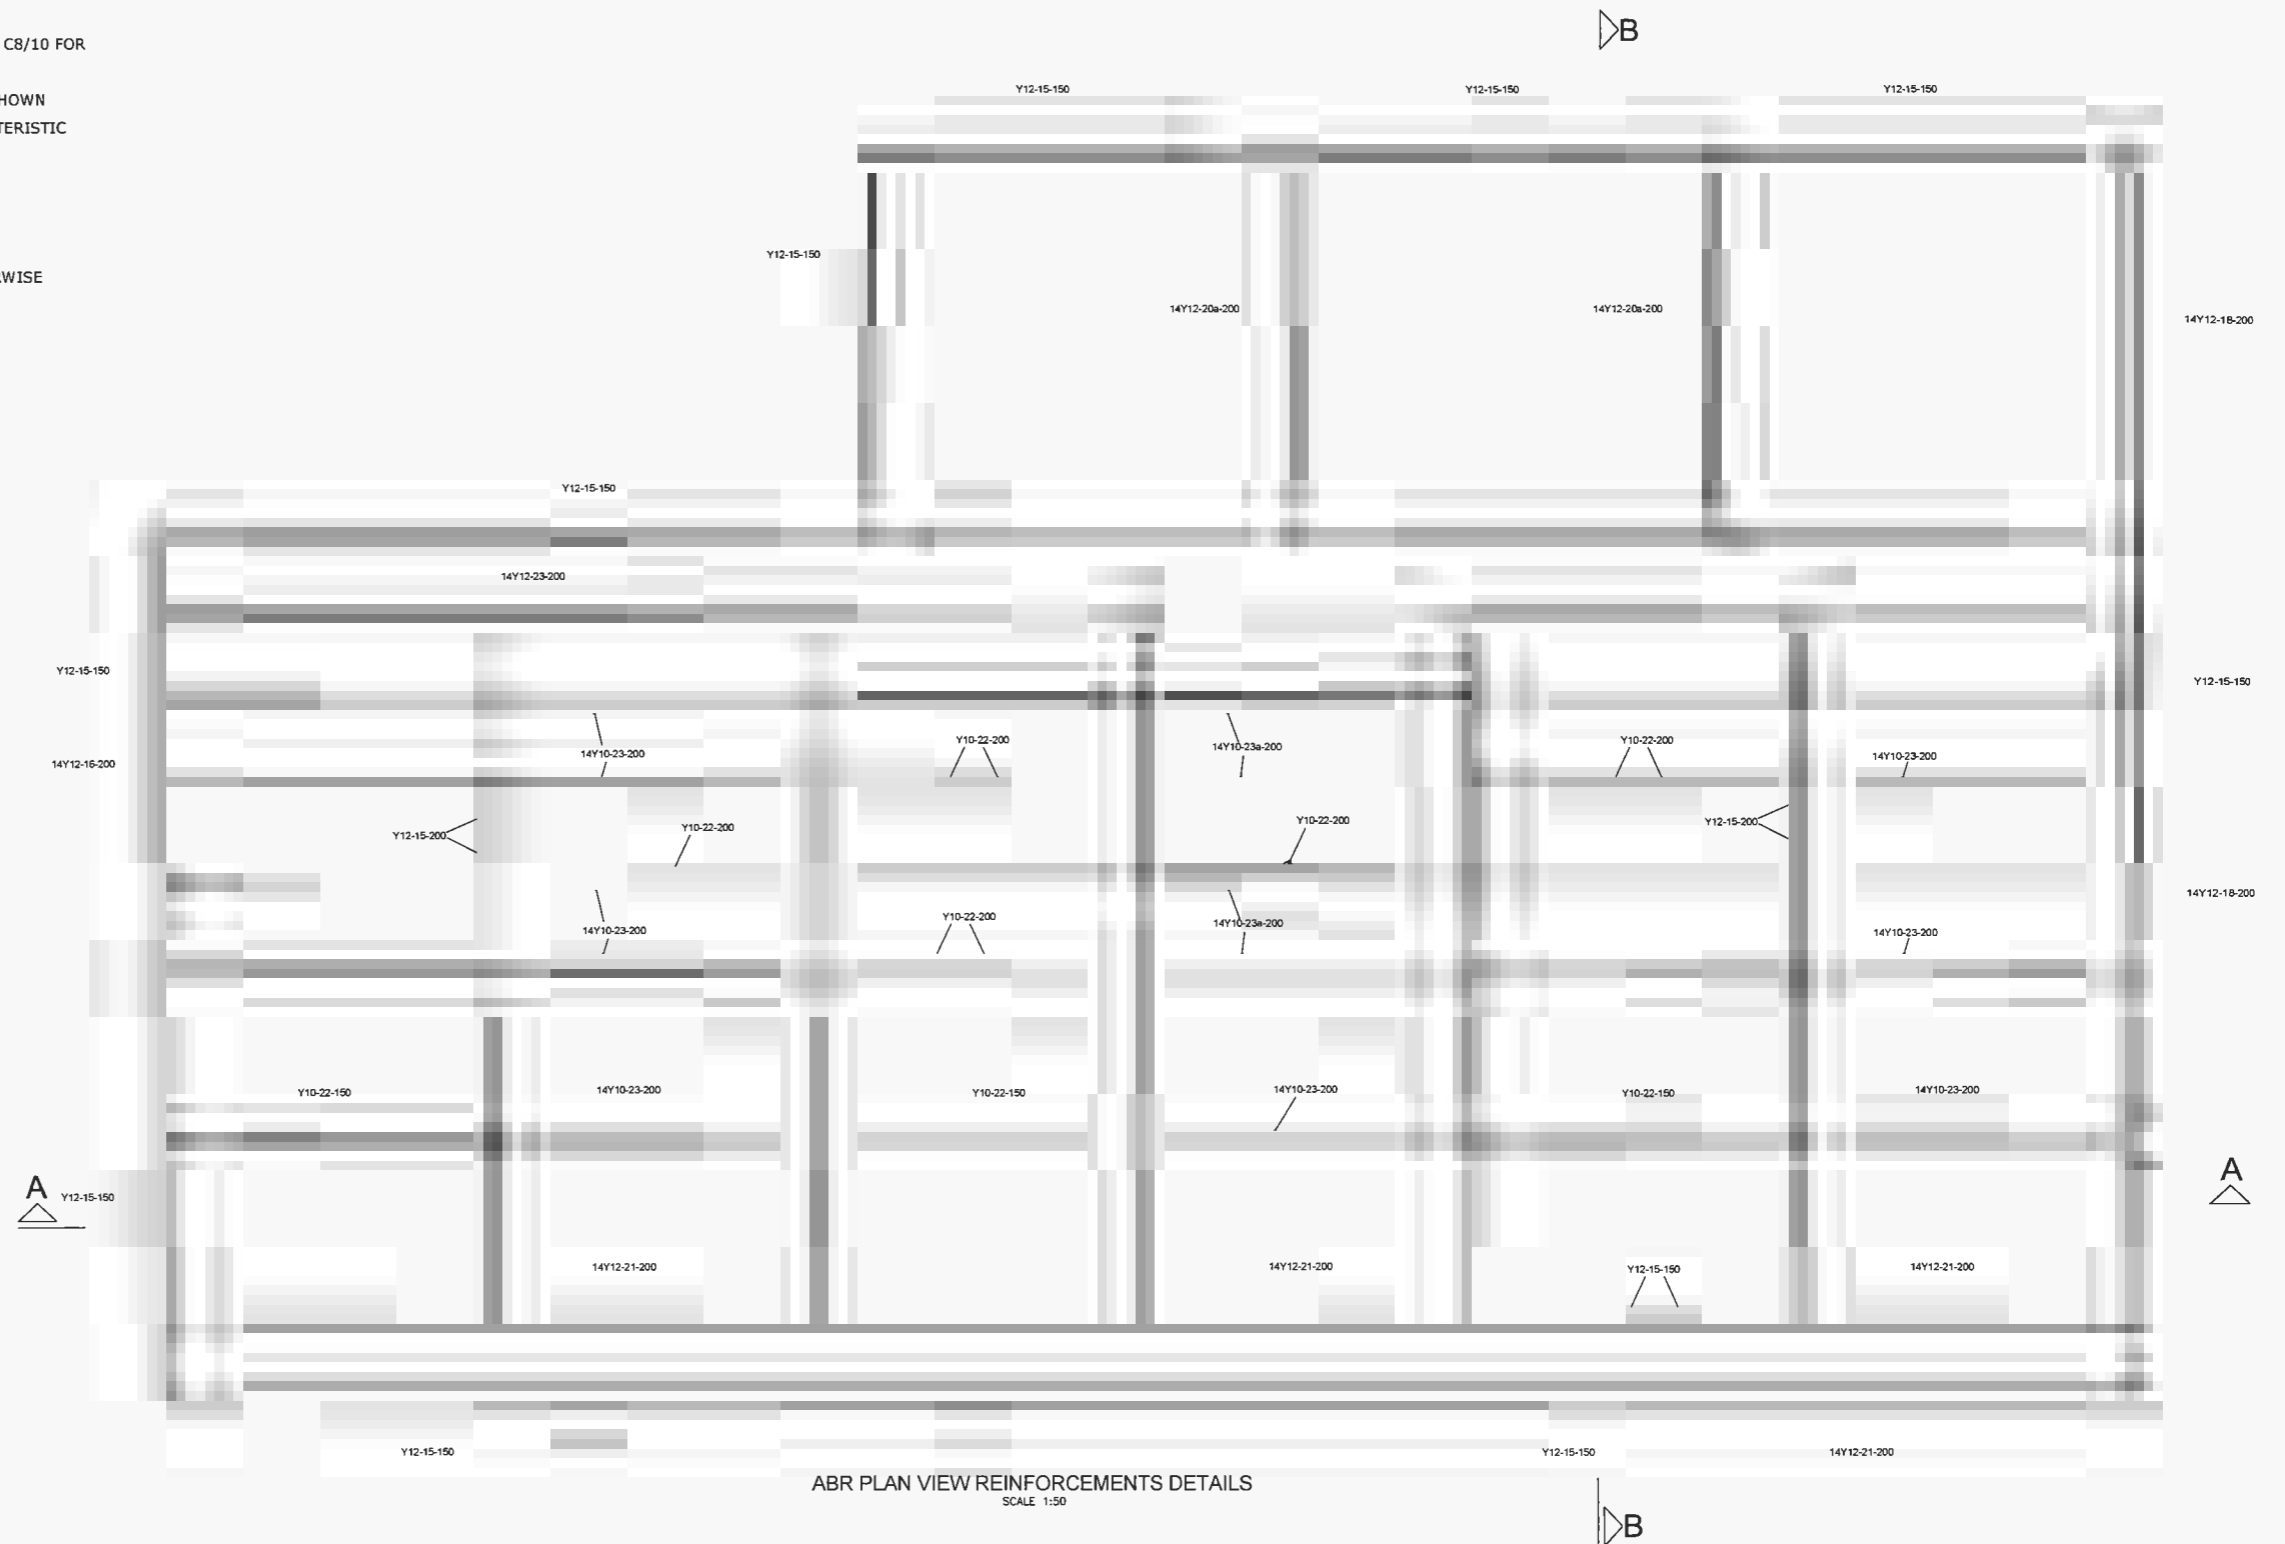 B
C8/10 FOR
Y12-15-150
Y12-15-150
Y12-15-150
HOWN
TERISTIC
Y12-15-150
RWISE
14Y12-20a-200
14Y12-20a-200
14Y12-18-200
Y12-15-150
14Y12-23-200
Y12-15-150
Y12-15-150
14Y12-16-200
14Y10-23-200
Y10-22-200
14Y10-23a-200
Y10-22-200
14Y10-23-200
Y12-15-200
Y10-22-200
Y10-22-200
Y12-15-200
14Y12-18-200
14Y10-23-200
Y10-22-200
14Y10-23a-200
14Y10-23-200
Y10-22-150
14Y10-23-200
Y10-22-150
14Y10-23-200
Y10-22-150
14Y10-23-200
A
Y12-15-150
A
14Y12-21-200
14Y12-21-200
Y12-15-150
14Y12-21-200
Y12-15-150
Y12-15-150
14Y12-21-200
ABR PLAN VIEW REINFORCEMENTS DETAILS
SCALE 1:50
B